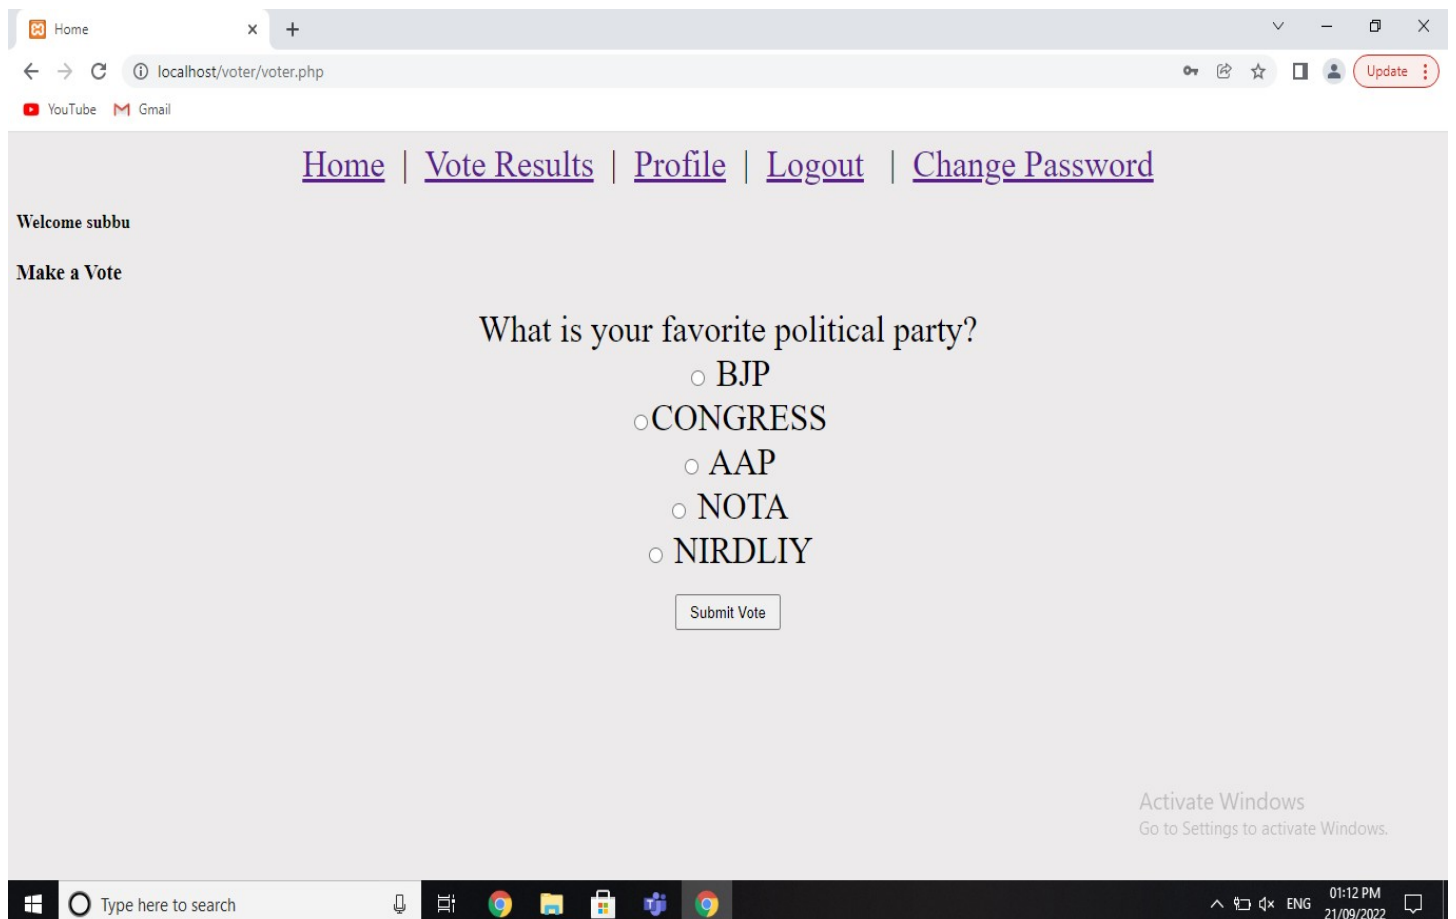 Home
localhost/voter/voter.php
Update
YouTube Gmail
Home | Vote Results | Profile | Logout | Change Password
Welcome subbu
Make a Vote
What is your favorite political party?
BJP
CONGRESS
AAP
NOTA
NIRDLIY
Submit Vote
Activate Windows
Go to Settings to activate Windows.
Type here to search
ENG
01:12 PM
21/09/2022